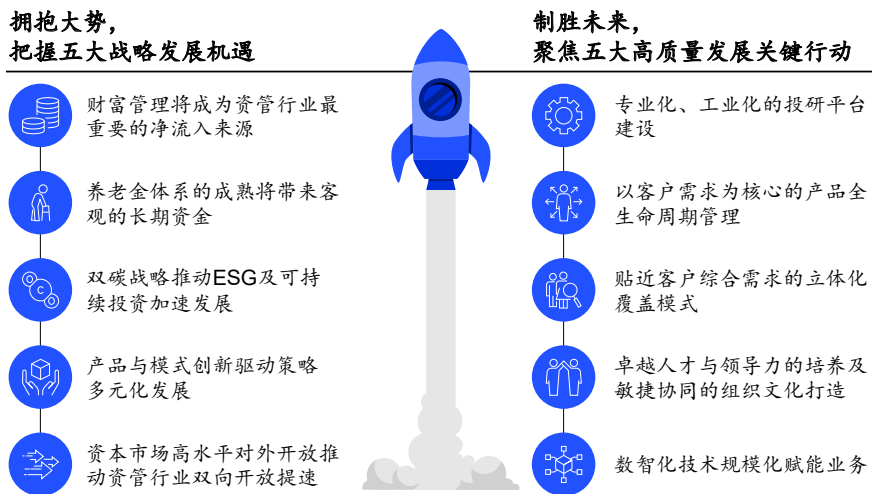 拥抱大势，
把握五大战略发展机遇
财富管理将成为资管行业最
重要的净流入来源
养老金体系的成熟将带来客
观的长期资金
双碳战略推动ESG及可持
续投资加速发展
C
产品与模式创新驱动策略
多元化发展
资本市场高水平对外开放推
动资管行业双向开放提速
制胜未来，
聚焦五大高质量发展关键行动
专业化、工业化的投研平台
建设
以客户需求为核心的产品全
生命周期管理
贴近客户综合需求的立体化
覆盖模式
卓越人才与领导力的培养及
敏捷协同的组织文化打造
数智化技术规模化赋能业务